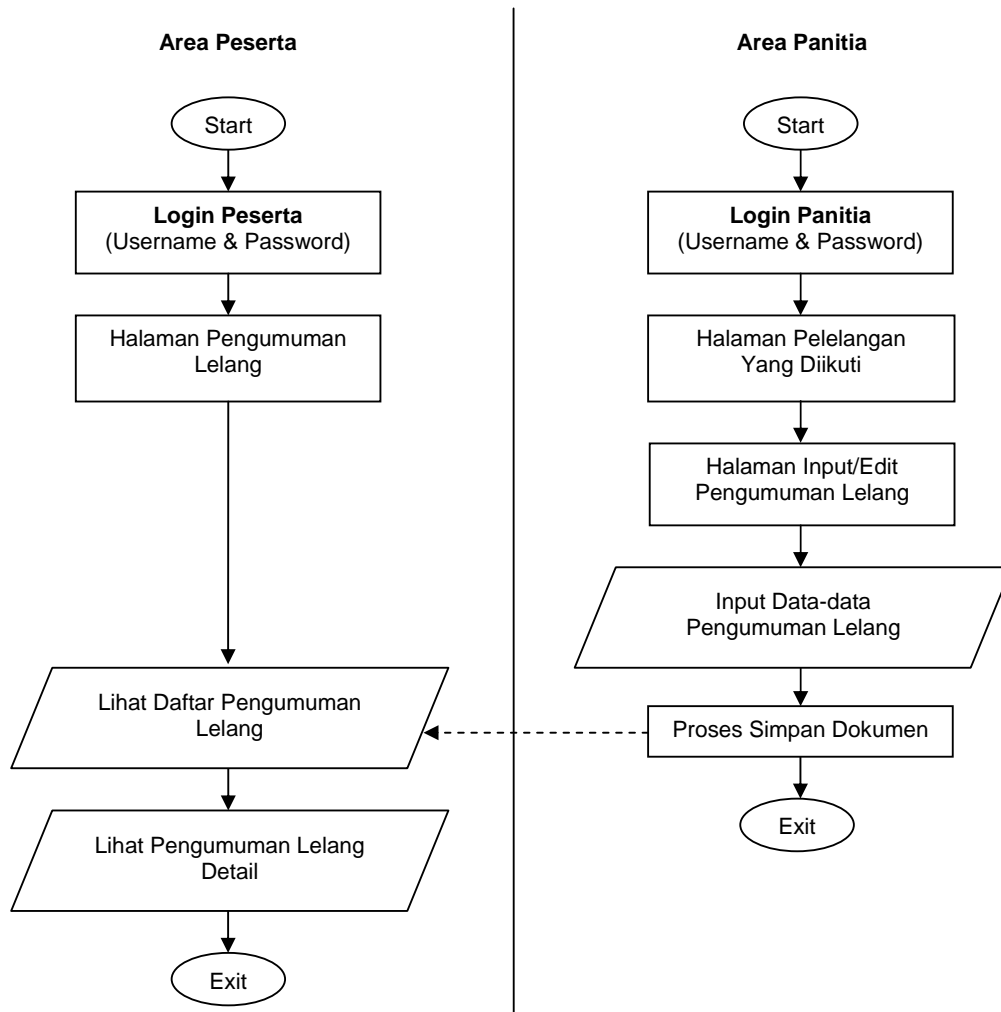 Area Peserta
Start
Login Peserta
(Username & Password)
Halaman Pengumuman
Lelang
Lihat Daftar Pengumuman
Lelang
Lihat Pengumuman Lelang
Detail
Exit
Area Panitia
Start
Login Panitia
(Username & Password)
Halaman Pelelangan
Yang Diikuti
Halaman Input/Edit
Pengumuman Lelang
Input Data-data
Pengumuman Lelang
Proses Simpan Dokumen
Exit